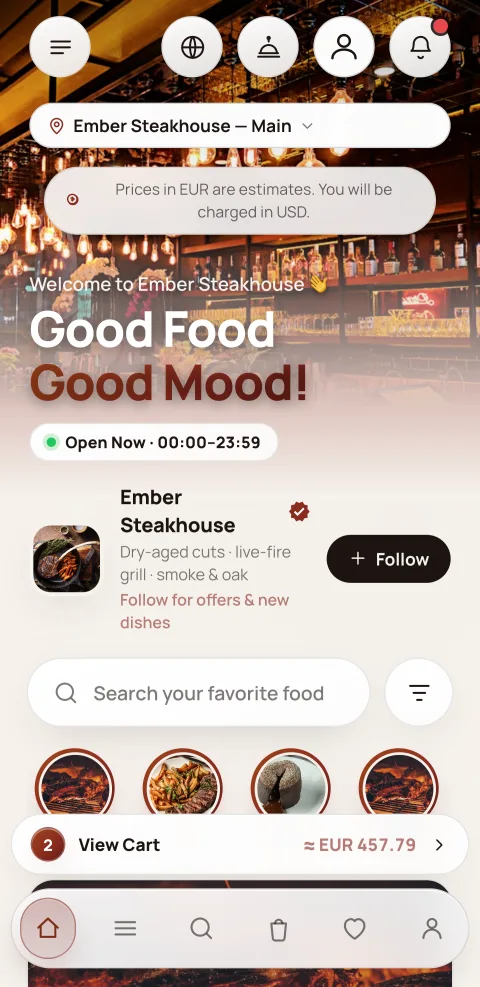 Ember Steakhouse — Main
Prices in EUR are estimates. You will be
charged in USD.
Welcome to Ember Steakhouse 👋
Good Food
Good Mood!
Open Now · 00:00–23:59
Ember
Steakhouse
Dry-aged cuts · live-fire
grill · smoke & oak
Follow for offers & new
dishes
Follow
Search your favorite food
2 View Cart ≈ EUR 457.79